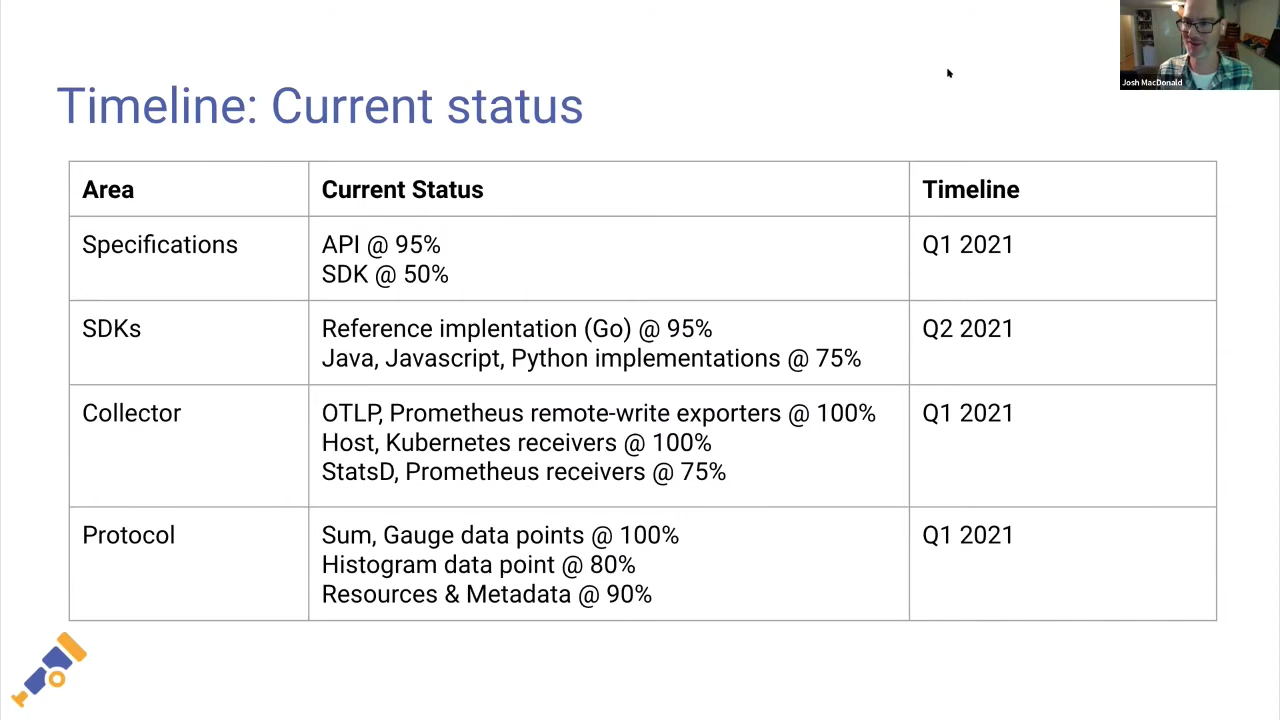 Josh MacDonald
Timeline: Current status
Area Current Status Timeline
Specifications API @ 95% Q1 2021
SDK @ 50%
SDKs Reference implentation (Go) @ 95% Q2 2021
Java, Javascript, Python implementations @ 75%
Collector OTLP, Prometheus remote-write exporters @ 100% Q1 2021
Host, Kubernetes receivers @ 100%
StatsD, Prometheus receivers @ 75%
Protocol Sum, Gauge data points @ 100% Q1 2021
Histogram data point @ 80%
Resources & Metadata @ 90%